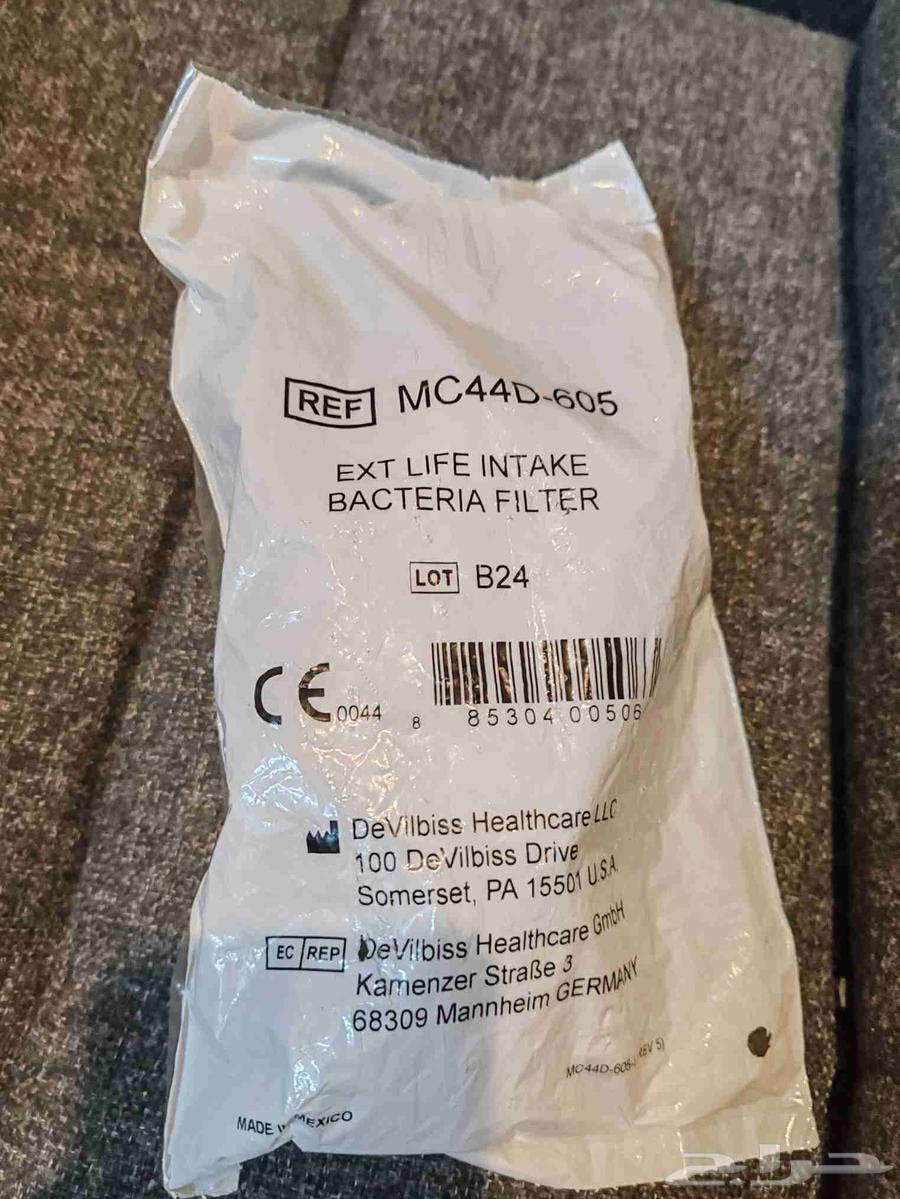 REF MC44D-605
EXT LIFE INTAKE
BACTERIA FILTER
LOT B24
CE 0044
8 85304 00506
DeVilbiss Healthcare LLC
100 DeVilbiss Drive
Somerset, PA 15501 U.S.A.
EC REP DeVilbiss Healthcare GmbH
Kamenzer Straße 3
68309 Mannheim GERMANY
MADE MEXICO
حراج